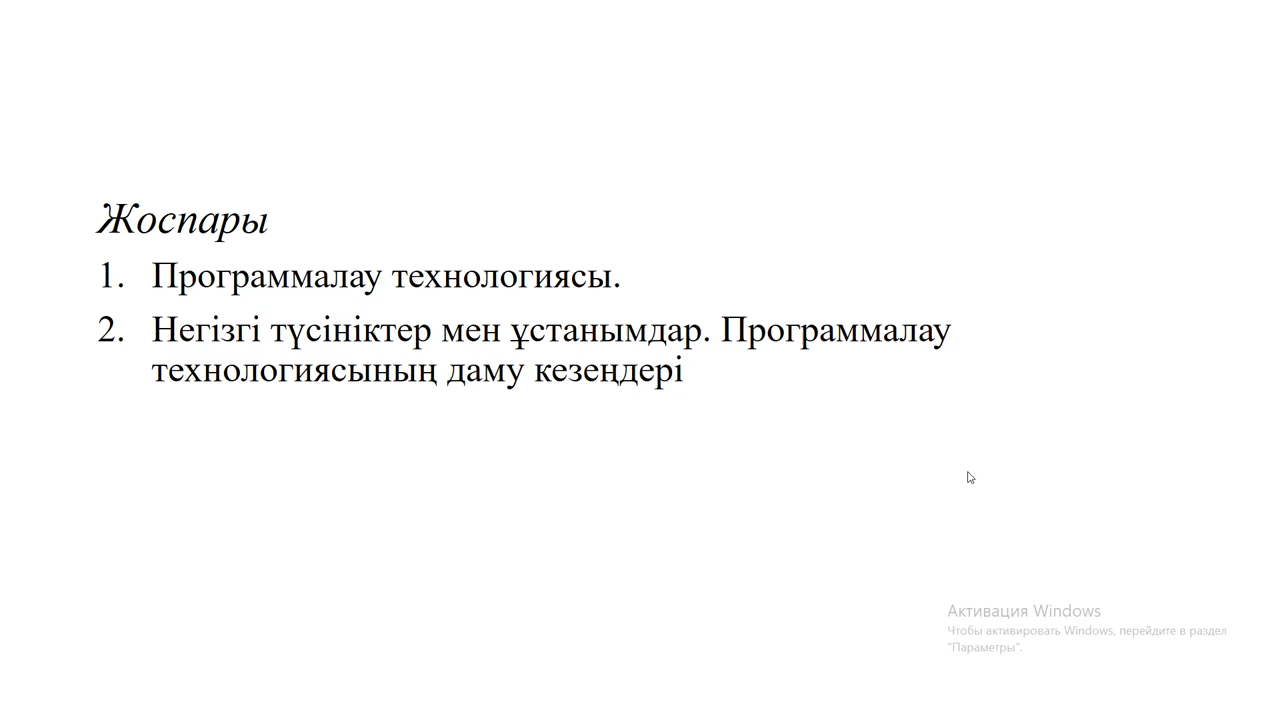 Жоспары
1. Программалау технологиясы.
2. Негізгі түсініктер мен ұстанымдар. Программалау
технологиясының даму кезеңдері
Активация Windows
Чтобы активировать Windows, перейдите в раздел
"Параметры".